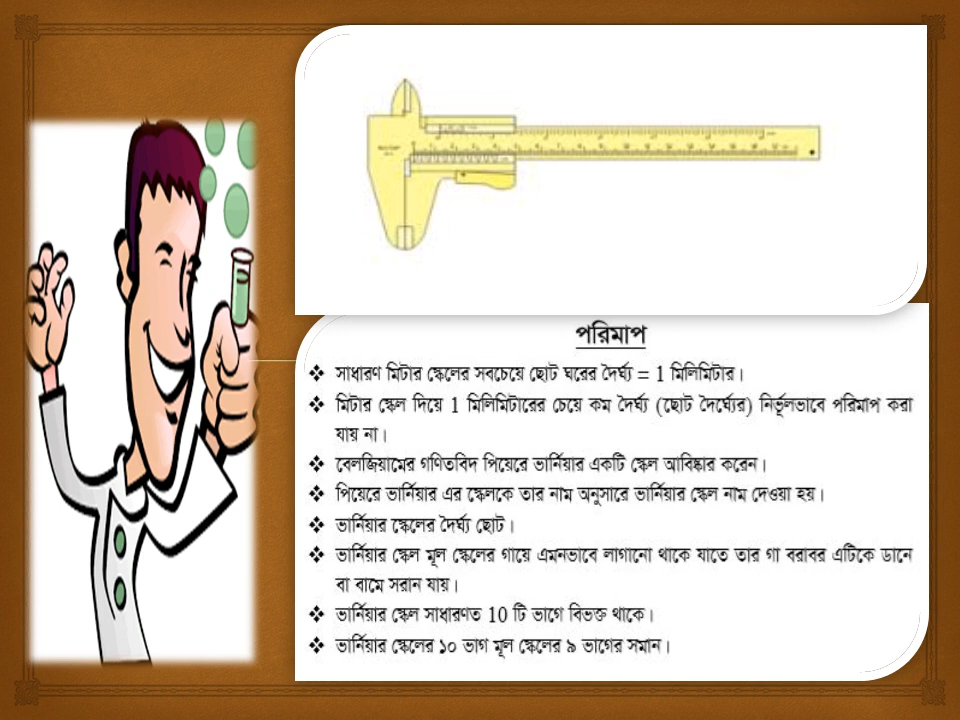 পরিমাপ
❖ সাধারণ মিটার স্কেলের সবচেয়ে ছোট ঘরের দৈর্ঘ্য = 1 মিলিমিটার।
❖ মিটার স্কেল দিয়ে 1 মিলিমিটারের চেয়ে কম দৈর্ঘ্য (ছোট দৈর্ঘ্যের) নির্ভূলভাবে পরিমাপ করা
যায় না।
❖ বেলজিয়ামের গণিতবিদ পিয়েরে ভার্নিয়ার একটি স্কেল আবিষ্কার করেন।
❖ পিয়েরে ভার্নিয়ার এর স্কেলকে তার নাম অনুসারে ভার্নিয়ার স্কেল নাম দেওয়া হয়।
❖ ভার্নিয়ার স্কেলের দৈর্ঘ্য ছোট।
❖ ভার্নিয়ার স্কেল মূল স্কেলের গায়ে এমনভাবে লাগানো থাকে যাতে তার গা বরাবর এটিকে ডানে
বা বামে সরান যায়।
❖ ভার্নিয়ার স্কেল সাধারণত 10 টি ভাগে বিভক্ত থাকে।
❖ ভার্নিয়ার স্কেলের ১০ ভাগ মূল স্কেলের ৯ ভাগের সমান।